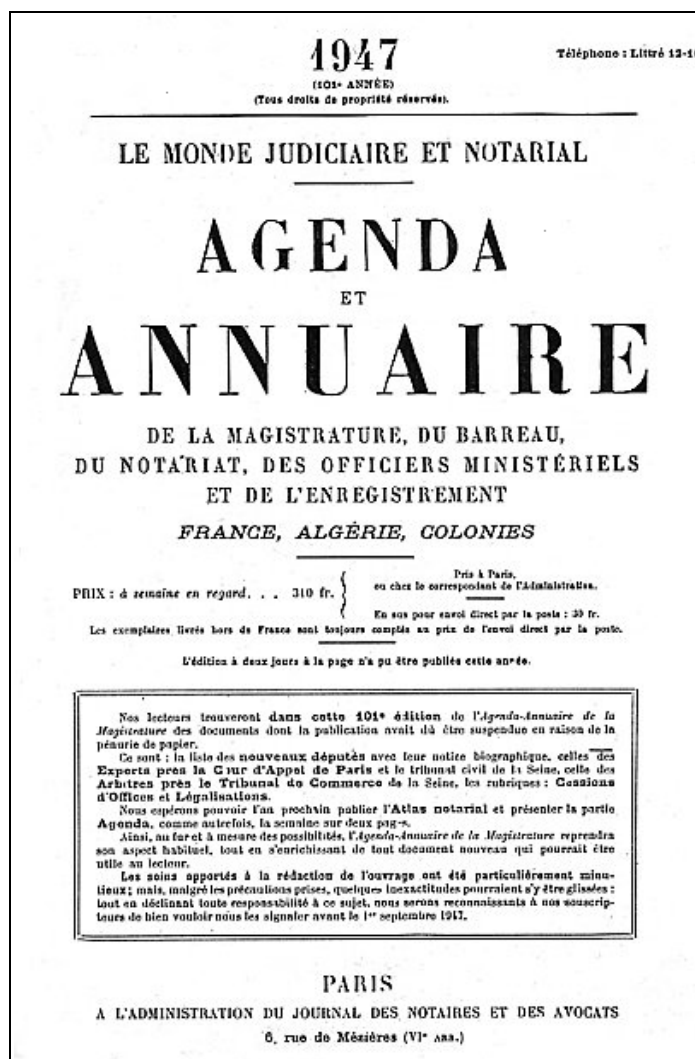 1947
Téléphone : Littré 12-1
(101e ANNÉE)
(Tous droits de propriété réservés).
LE MONDE JUDICIAIRE ET NOTARIAL
AGENDA
ET
ANNUAIRE
DE LA MAGISTRATURE, DU BARREAU,
DU NOTARIAT, DES OFFICIERS MINISTÉRIELS
ET DE L'ENREGISTREMENT
FRANCE, ALGÉRIE, COLONIES
PRIX : à semaine en regard. . . 310 fr.
Pris à Paris,
ou chez le correspondant de l'Administration.
En sus pour envoi direct par la poste : 30 fr.
Les exemplaires livrés hors de France sont toujours comptés au prix de l'envoi direct par la poste.
L'édition à deux jours à la page n'a pu être publiée cette année.
Nos lecteurs trouveront dans cette 101e édition de l'Agenda-Annuaire de la
Magistrature des documents dont la publication avait dû être suspendue en raison de la
pénurie de papier.
Ce sont : la liste des nouveaux députés avec leur notice biographique, celles des
Experts près la Cour d'Appel de Paris et le tribunal civil de la Seine, celle des
Arbitres près le Tribunal de Commerce de la Seine, les rubriques : Cessions
d'Offices et Légalisations.
Nous espérons pouvoir l'an prochain publier l'Atlas notarial et présenter la partie
Agenda, comme autrefois, la semaine sur deux pages.
Ainsi, au fur et à mesure des possibilités, l'Agenda-Annuaire de la Magistrature reprendra
son aspect habituel, tout en s'enrichissant de tout document nouveau qui pourrait être
utile au lecteur.
Les soins apportés à la rédaction de l'ouvrage ont été particulièrement minu-
tieux ; mais, malgré les précautions prises, quelques inexactitudes pourraient s'y être glissées :
tout en déclinant toute responsabilité à ce sujet, nous serons reconnaissants à nos souscrip-
teurs de bien vouloir nous les signaler avant le 1er septembre 1947.
PARIS
A L'ADMINISTRATION DU JOURNAL DES NOTAIRES ET DES AVOCATS
6, rue de Mézières (VIe ARR.)